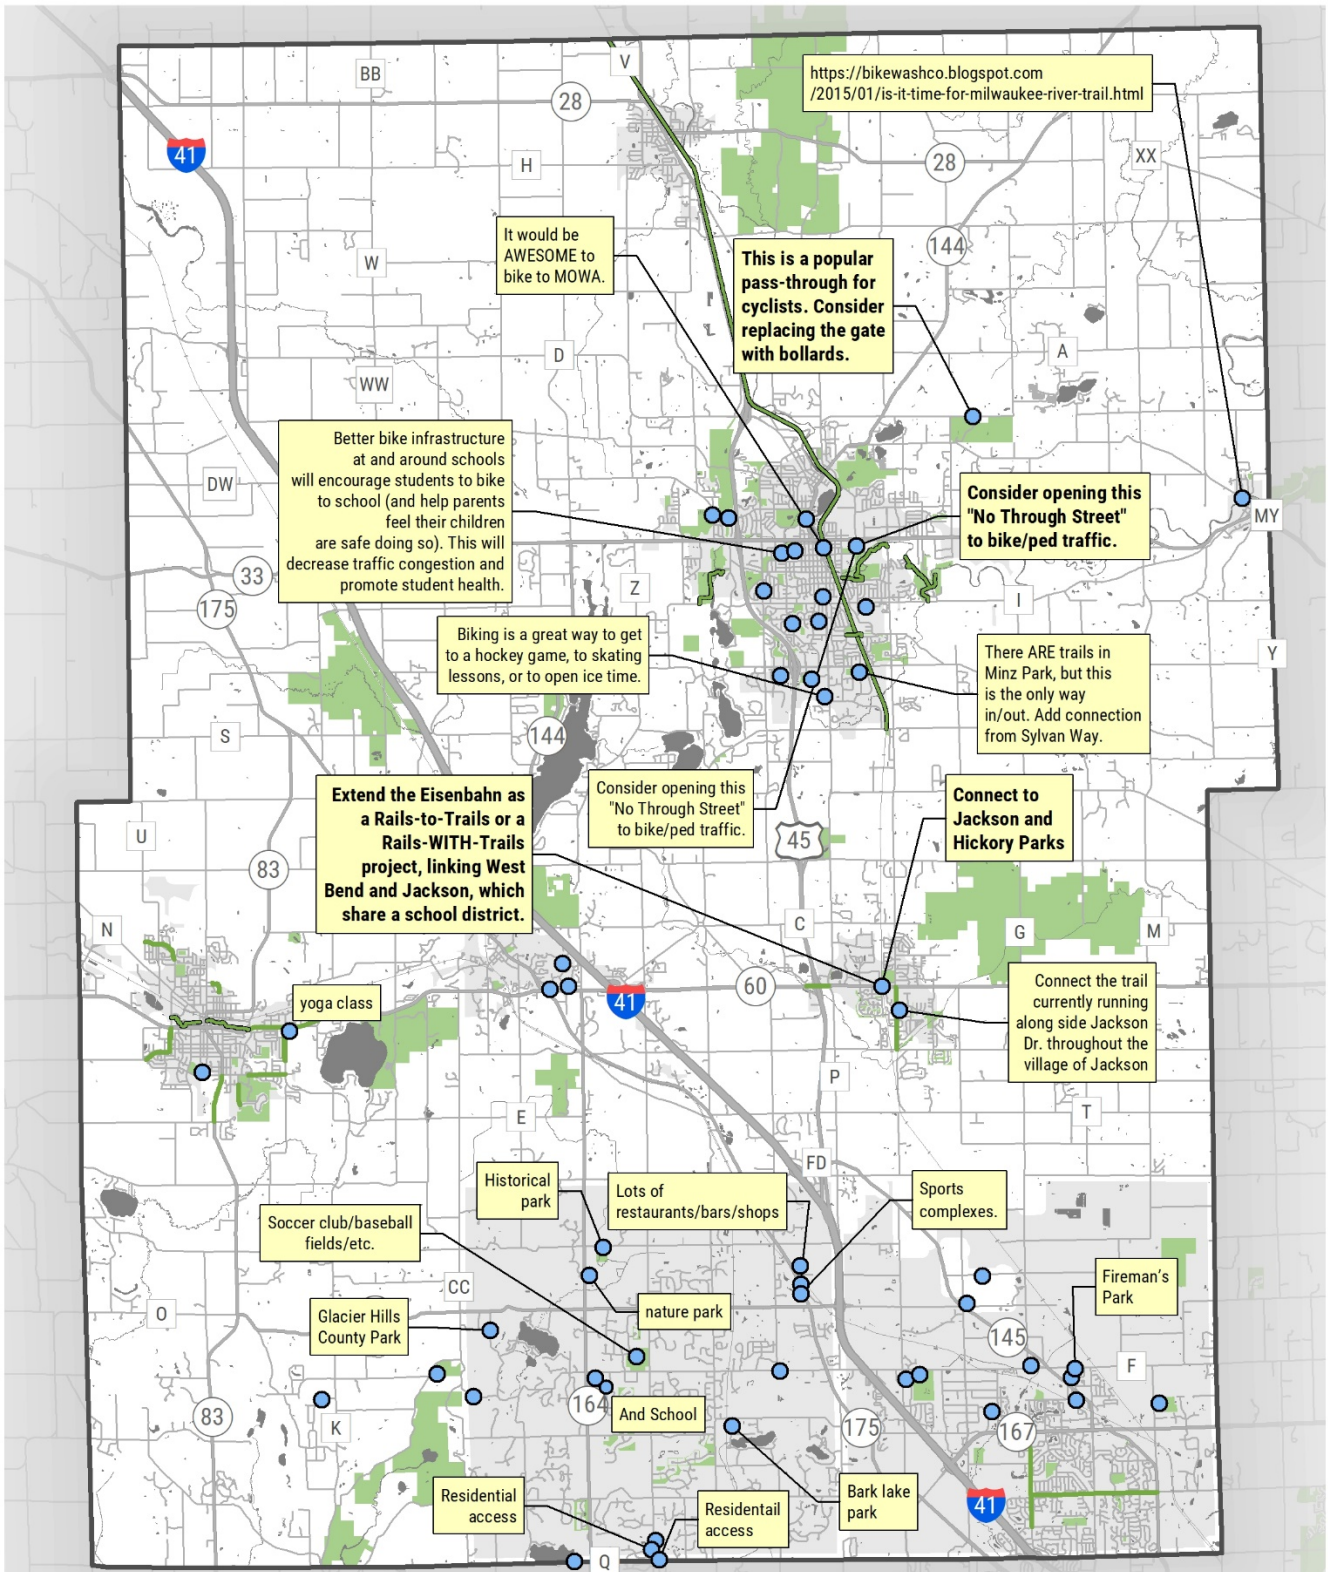 V
BB
https://bikewashco.blogspot.com
/2015/01/is-it-time-for-milwaukee-river-trail.html
28
41
H
28
XX
It would be
AWESOME to
bike to MOWA.
W
144
This is a popular
pass-through for
cyclists. Consider
replacing the gate
with bollards.
D
A
WW
Better bike infrastructure
at and around schools
will encourage students to bike
to school (and help parents
feel their children
are safe doing so). This will
decrease traffic congestion and
promote student health.
DW
Consider opening this
"No Through Street"
to bike/ped traffic.
MY
33
175
Z
I
Biking is a great way to get
to a hockey game, to skating
lessons, or to open ice time.
There ARE trails in
Minz Park, but this
is the only way
in/out. Add connection
from Sylvan Way.
Y
S
144
Consider opening this
"No Through Street"
to bike/ped traffic.
Extend the Eisenbahn as
a Rails-to-Trails or a
Rails-WITH-Trails
project, linking West
Bend and Jackson, which
share a school district.
Connect to
Jackson and
Hickory Parks
U
45
83
N
C
G
M
60
41
yoga class
Connect the trail
currently running
along side Jackson
Dr. throughout the
village of Jackson
P
E
T
FD
Historical
park
Lots of
restaurants/bars/shops
Sports
complexes.
Soccer club/baseball
fields/etc.
CC
Fireman's
Park
O
Glacier Hills
County Park
nature park
145
F
83
K
164
And School
175
167
Residential
access
Residentail
access
Bark lake
park
41
Q